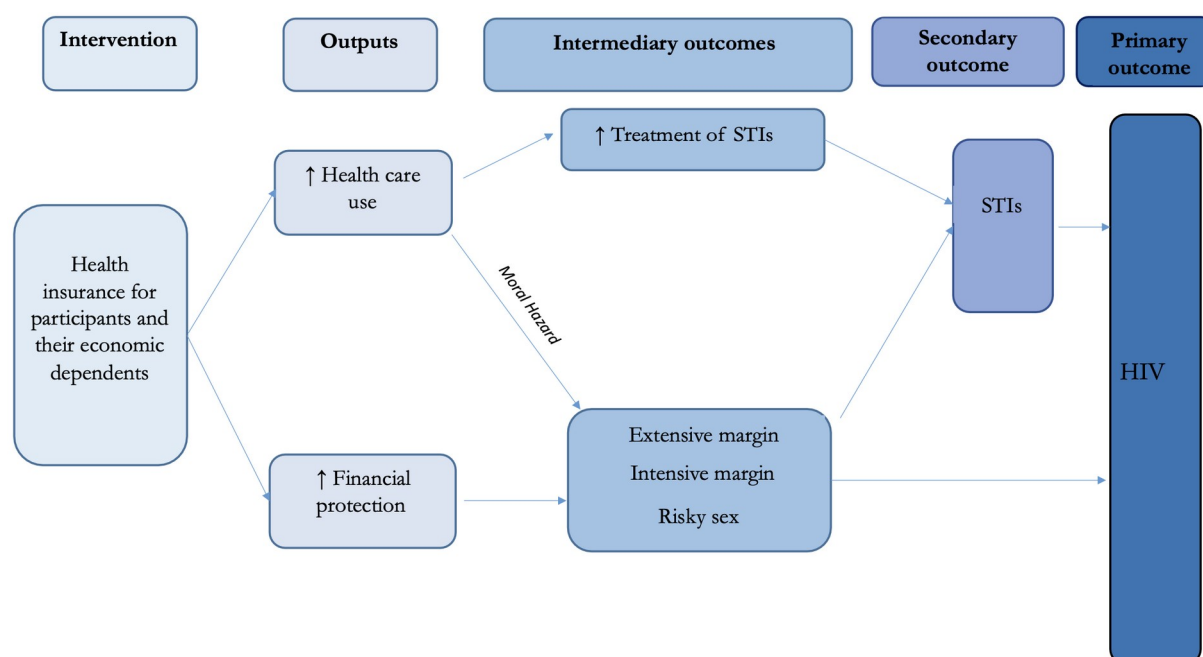 Intervention
Outputs
Intermediary outcomes
Secondary
outcome
Primary
outcome
↑ Health care
use
↑ Treatment of STIs
STIs
Health
insurance for
participants and
their economic
dependents
Moral Hazard
HIV
↑ Financial
protection
Extensive margin
Intensive margin
Risky sex